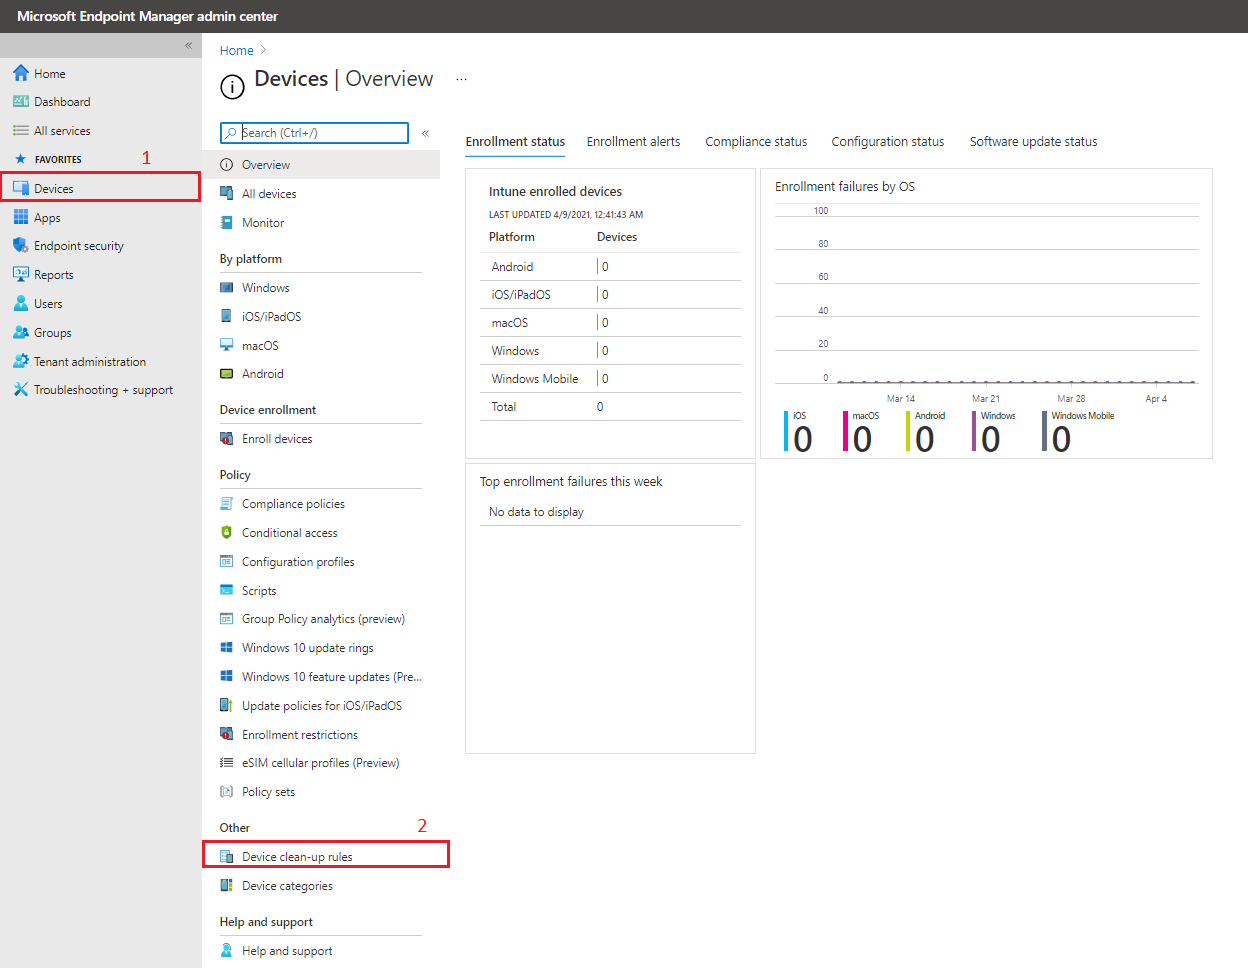 Microsoft Endpoint Manager admin center
«
Home
Dashboard
All services
FAVORITES
1
Devices
Apps
Endpoint security
Reports
Users
Groups
Tenant administration
Troubleshooting + support
Home >
Devices | Overview ...
Search (Ctrl+/)
«
Overview
All devices
Monitor
By platform
Windows
iOS/iPadOS
macOS
Android
Device enrollment
Enroll devices
Policy
Compliance policies
Conditional access
Configuration profiles
Scripts
Group Policy analytics (preview)
Windows 10 update rings
Windows 10 feature updates (Pre...
Update policies for iOS/iPadOS
Enrollment restrictions
eSIM cellular profiles (Preview)
Policy sets
Other
2
Device clean-up rules
Device categories
Help and support
Help and support
Enrollment status Enrollment alerts Compliance status Configuration status Software update status
Intune enrolled devices
LAST UPDATED 4/9/2021, 12:41:43 AM
Platform Devices
Android 0
iOS/iPadOS 0
macOS 0
Windows 0
Windows Mobile 0
Total 0
Enrollment failures by OS
100
80
60
40
20
0
Mar 14 Mar 21 Mar 28 Apr 4
iOS macOS Android Windows Windows Mobile
0 0 0 0 0
Top enrollment failures this week
No data to display